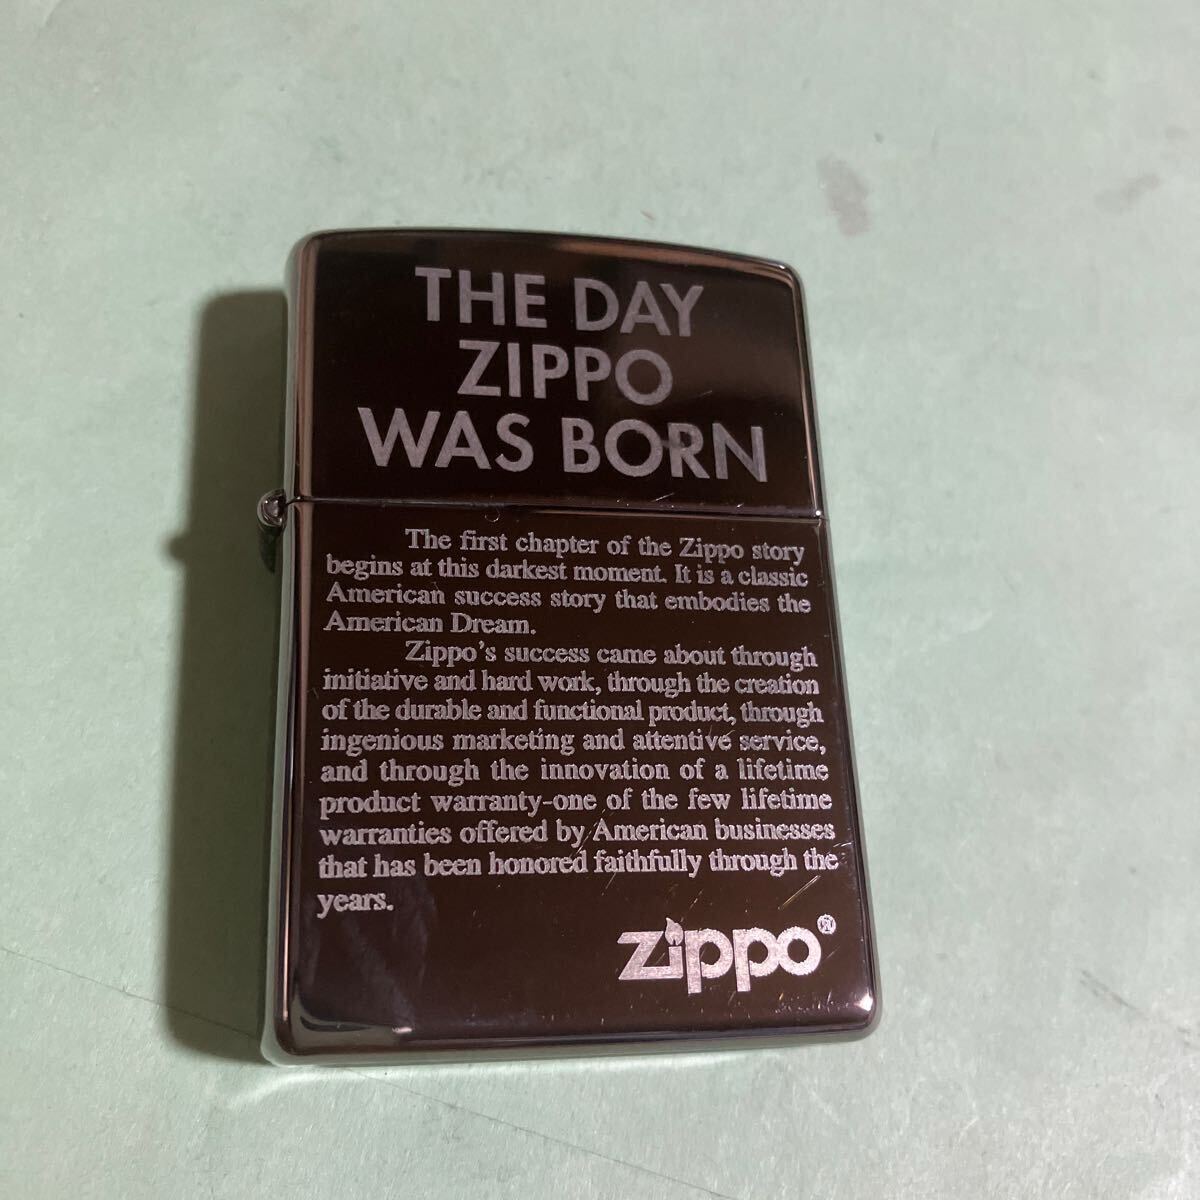 THE DAY
ZIPPO
WAS BORN
The first chapter of the Zippo story
begins at this darkest moment. It is a classic
American success story that embodies the
American Dream.
Zippo's success came about through
initiative and hard work, through the creation
of the durable and functional product, through
ingenious marketing and attentive service,
and through the innovation of a lifetime
product warranty-one of the few lifetime
warranties offered by American businesses
that has been honored faithfully through the
years.
zippo®